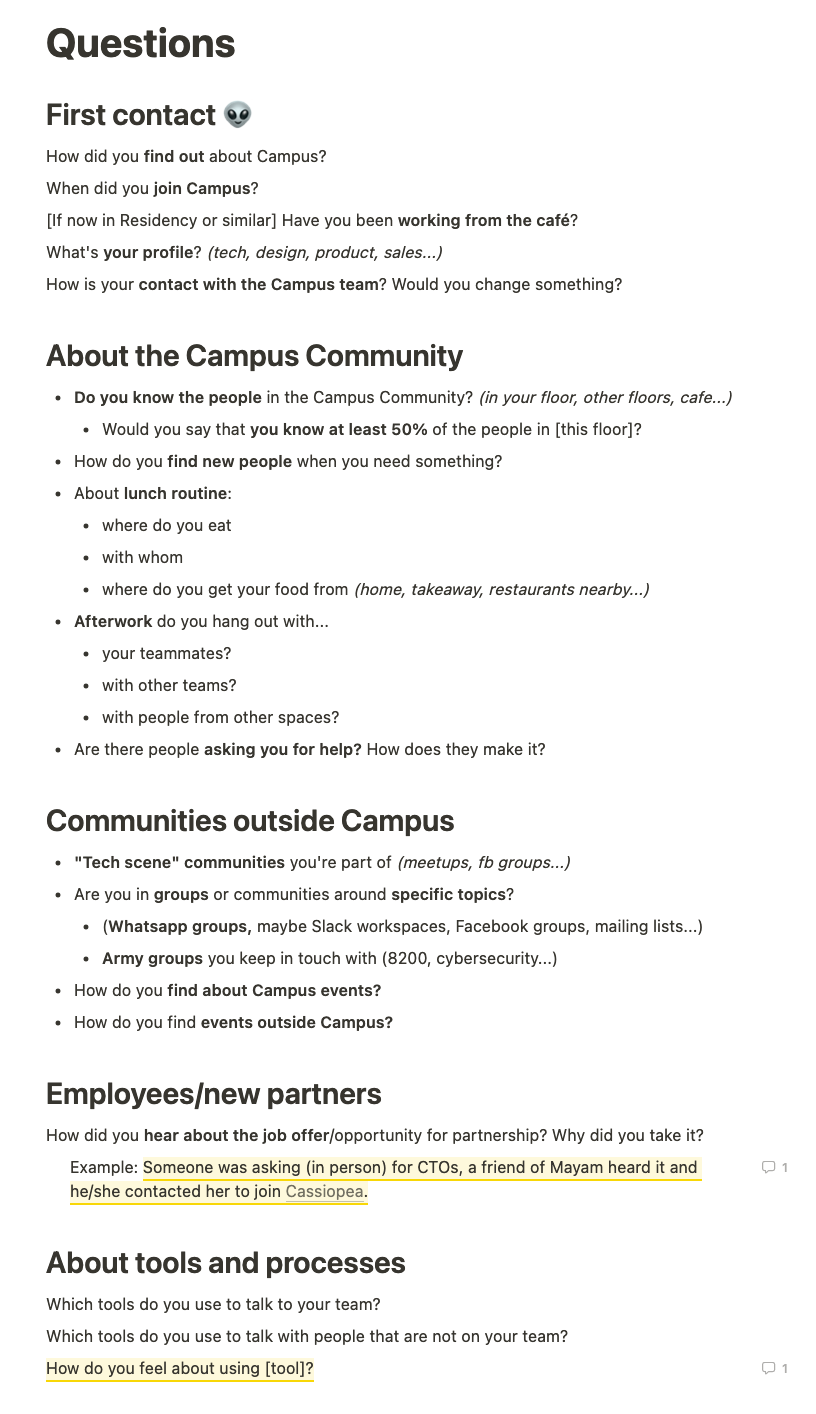 Questions
First contact 👽
How did you find out about Campus?
When did you join Campus?
[If now in Residency or similar] Have you been working from the café?
What's your profile? (tech, design, product, sales...)
How is your contact with the Campus team? Would you change something?
About the Campus Community
• Do you know the people in the Campus Community? (in your floor, other floors, cafe...)
• Would you say that you know at least 50% of the people in [this floor]?
• How do you find new people when you need something?
• About lunch routine:
• where do you eat
• with whom
• where do you get your food from (home, takeaway, restaurants nearby...)
• Afterwork do you hang out with...
• your teammates?
• with other teams?
• with people from other spaces?
• Are there people asking you for help? How does they make it?
Communities outside Campus
• "Tech scene" communities you're part of (meetups, fb groups...)
• Are you in groups or communities around specific topics?
• (Whatsapp groups, maybe Slack workspaces, Facebook groups, mailing lists...)
• Army groups you keep in touch with (8200, cybersecurity...)
• How do you find about Campus events?
• How do you find events outside Campus?
Employees/new partners
How did you hear about the job offer/opportunity for partnership? Why did you take it?
Example: Someone was asking (in person) for CTOs, a friend of Mayam heard it and 1
he/she contacted her to join Cassiopea.
About tools and processes
Which tools do you use to talk to your team?
Which tools do you use to talk with people that are not on your team?
How do you feel about using [tool]? 1